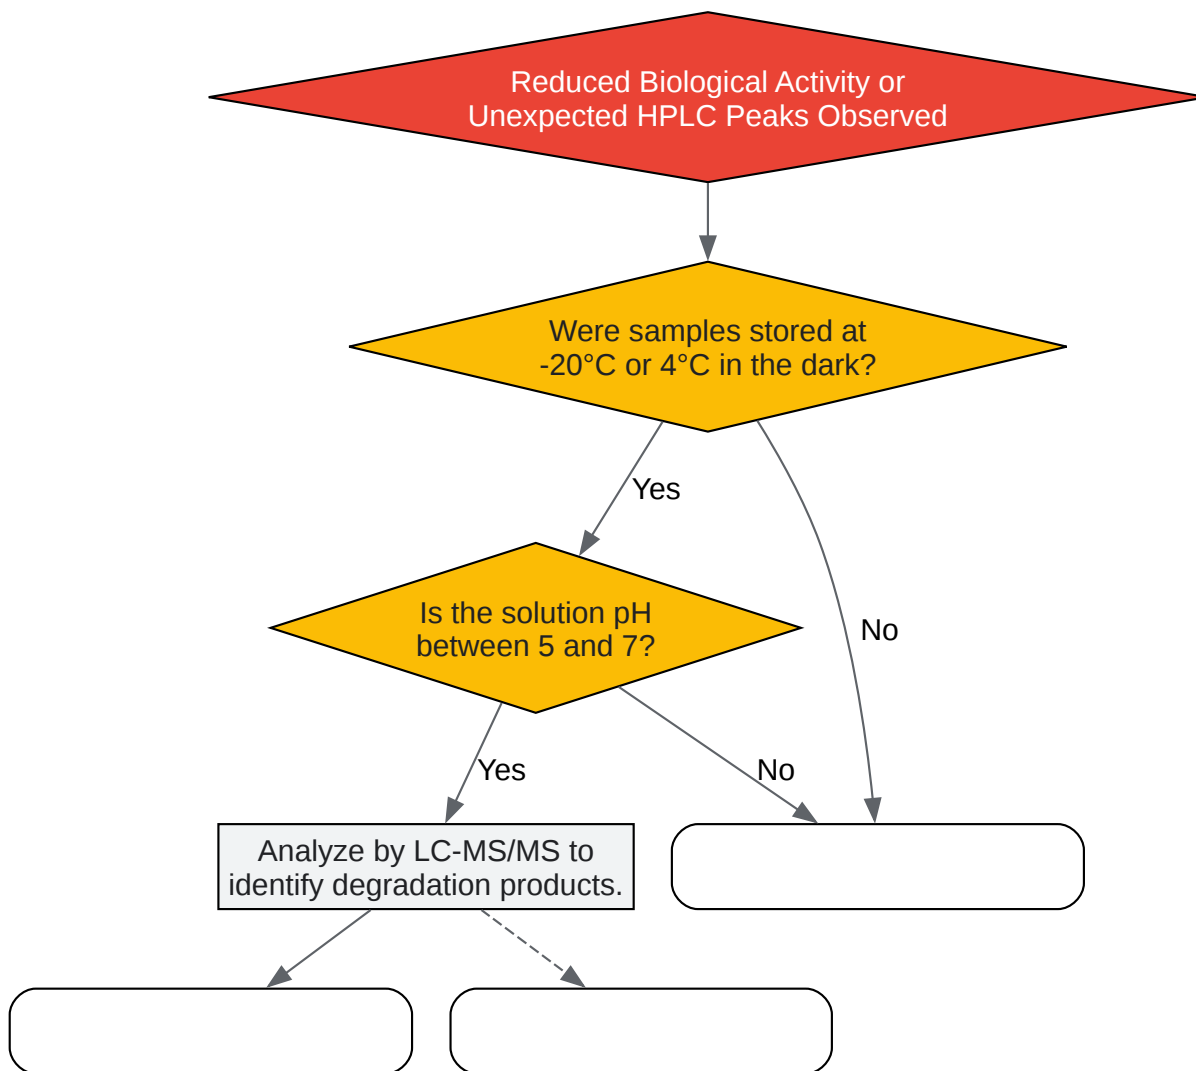 Reduced Biological Activity or
Unexpected HPLC Peaks Observed
Were samples stored at
-20°C or 4°C in the dark?
Yes
Is the solution pH
between 5 and 7?
No
Yes
No
Analyze by LC-MS/MS to
identify degradation products.